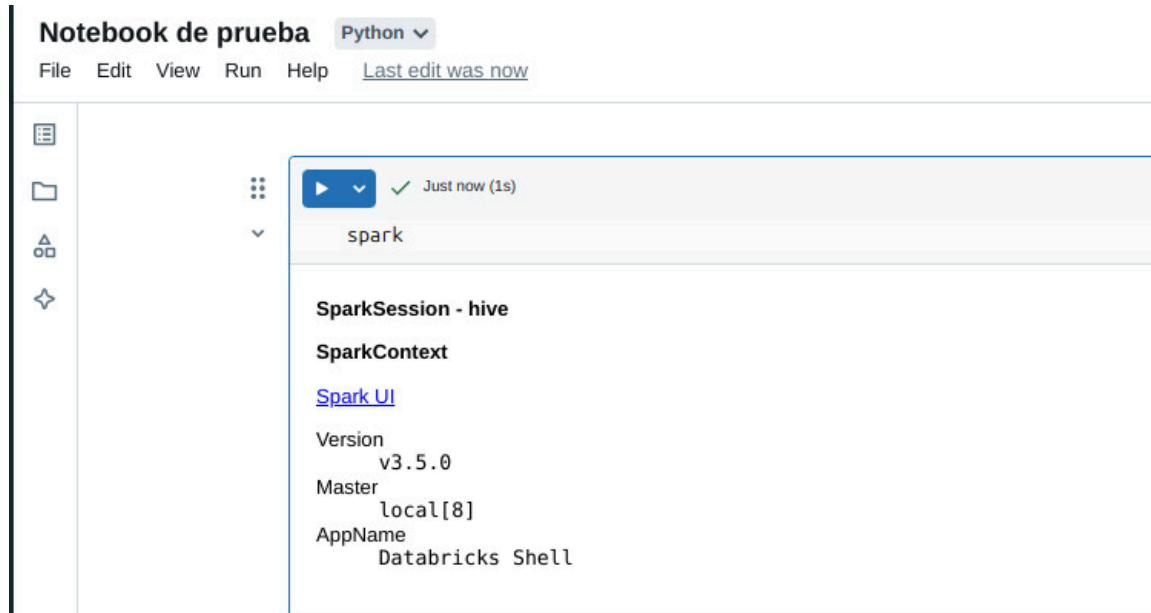 Notebook de prueba Python
File Edit View Run Help Last edit was now
Just now (1s)
spark
SparkSession - hive
SparkContext
Spark UI
Version
v3.5.0
Master
local[8]
AppName
Databricks Shell